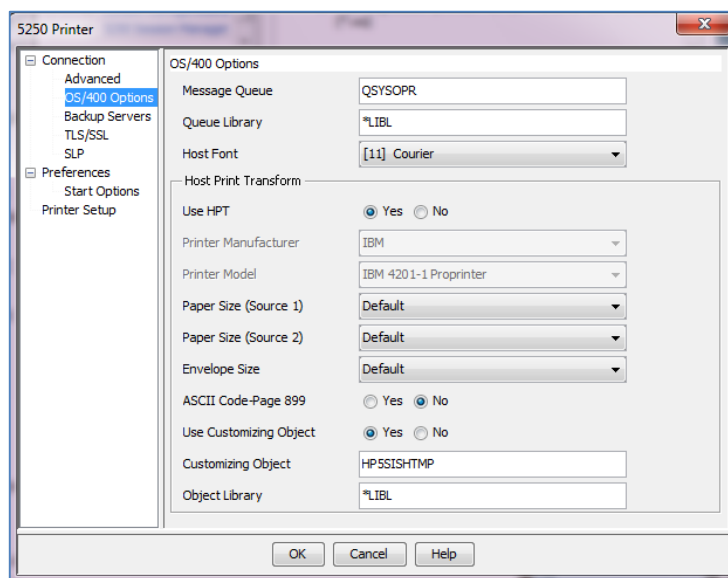 5250 Printer
Connection
Advanced
OS/400 Options
Backup Servers
TLS/SSL
SLP
Preferences
Start Options
Printer Setup
OS/400 Options
Message Queue QSYSOPR
Queue Library *LIBL
Host Font [11] Courier
Host Print Transform
Use HPT Yes No
Printer Manufacturer IBM
Printer Model IBM 4201-1 Proprinter
Paper Size (Source 1) Default
Paper Size (Source 2) Default
Envelope Size Default
ASCII Code-Page 899 Yes No
Use Customizing Object Yes No
Customizing Object HP5SISHTMP
Object Library *LIBL
OK Cancel Help